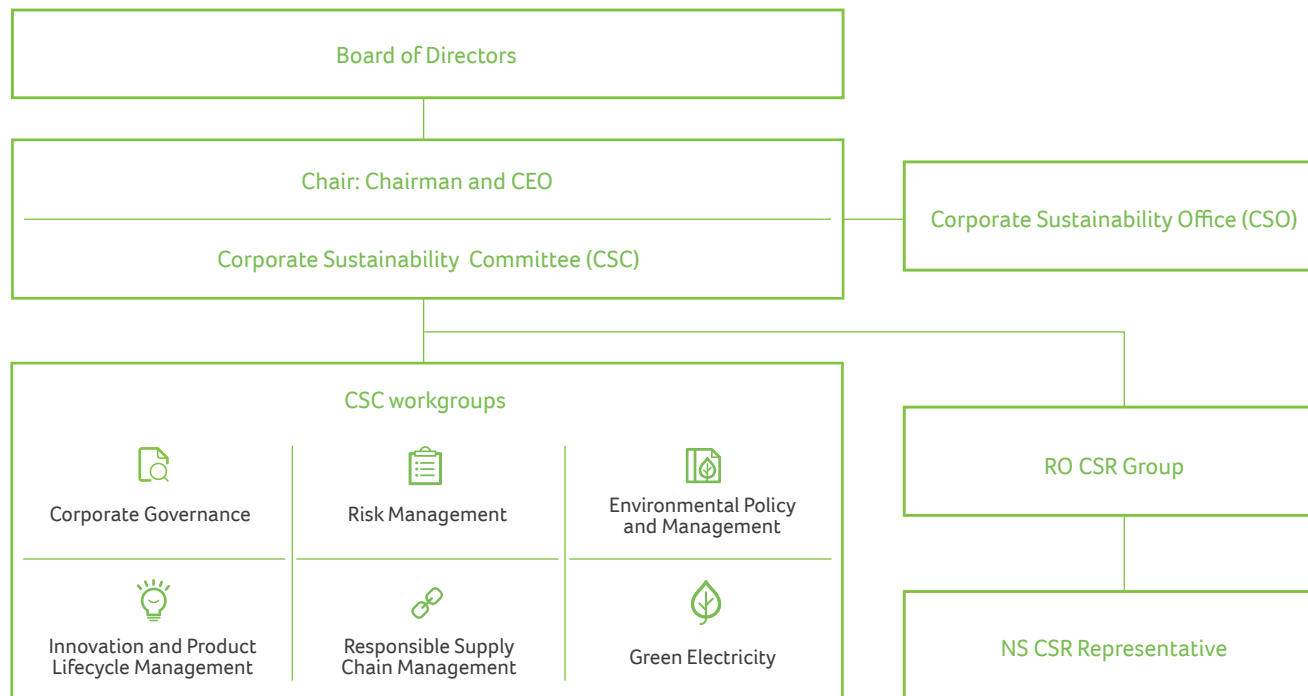 Board of Directors
Chair: Chairman and CEO
Corporate Sustainability Committee (CSC)
Corporate Sustainability Office (CSO)
CSC workgroups
Corporate Governance
Risk Management
Environmental Policy
and Management
Innovation and Product
Lifecycle Management
Responsible Supply
Chain Management
Green Electricity
RO CSR Group
NS CSR Representative